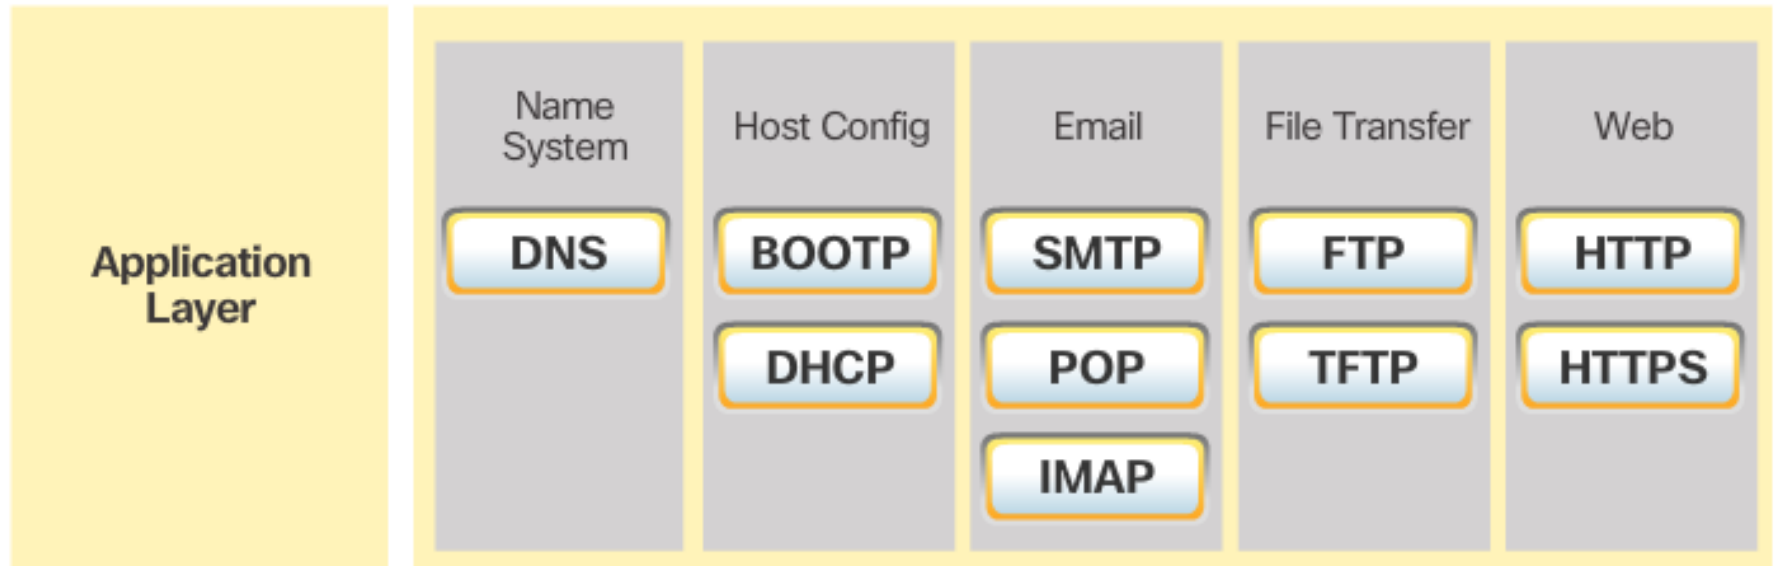 Application
Layer
Name
System
DNS
Host Config
BOOTP
DHCP
Email
SMTP
POP
IMAP
File Transfer
FTP
TFTP
Web
HTTP
HTTPS